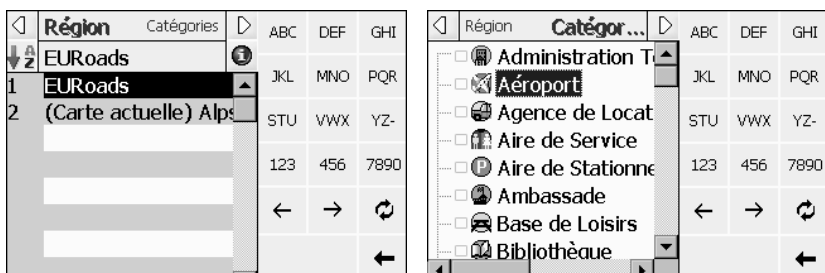 Région Catégories
EURoads
1 EURoads
2 (Carte actuelle) Alps
ABC DEF GHI
JKL MNO PQR
STU VWX YZ-
123 456 7890
Région Catégor...
Administration T
Aéroport
Agence de Locat
Aire de Service
Aire de Stationne
Ambassade
Base de Loisirs
Bibliothèque
ABC DEF GHI
JKL MNO PQR
STU VWX YZ-
123 456 7890